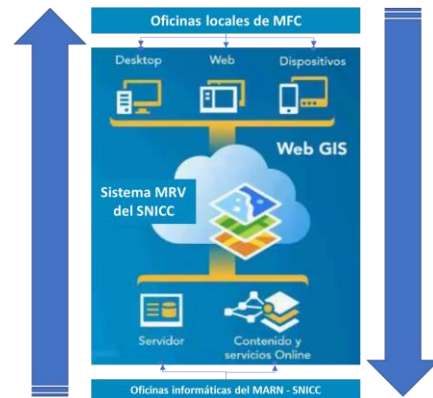 Oficinas locales de MFC
Desktop
Web
Dispositivos
Web GIS
Sistema MRV
del SNICC
Servidor
Contenido y
servicios Online
Oficinas informáticas del MARN - SNICC